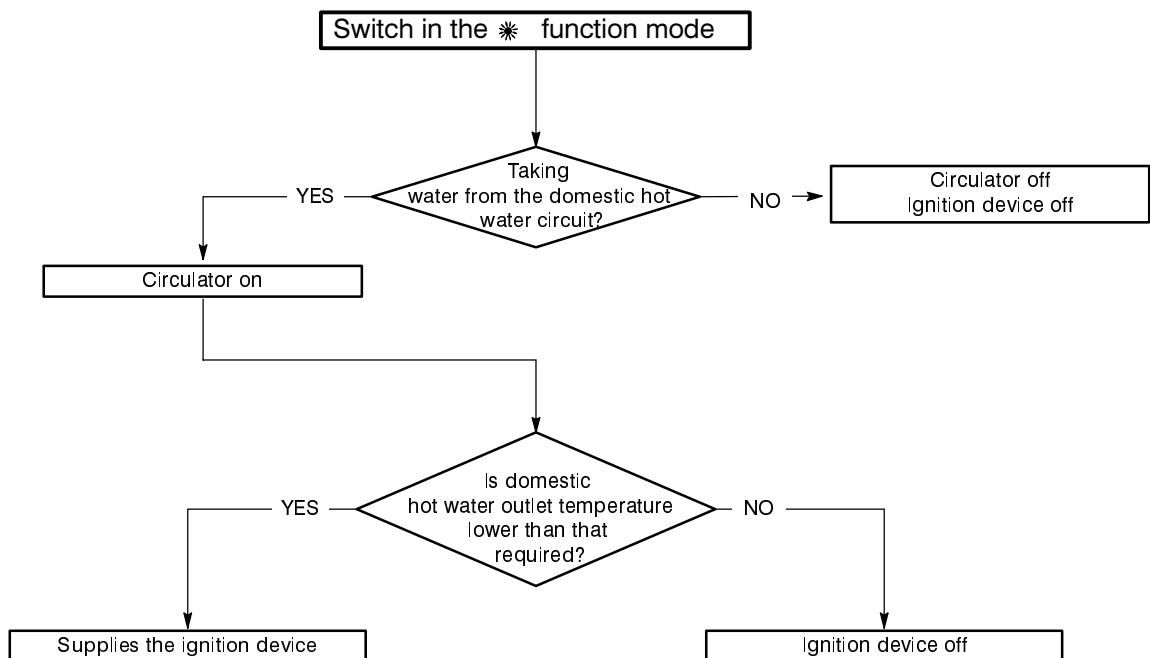 Switch in the ☀ function mode
Taking
water from the domestic hot
water circuit?
YES
NO
Circulator off
Ignition device off
Circulator on
Is domestic
hot water outlet temperature
lower than that
required?
YES
NO
Supplies the ignition device
Ignition device off